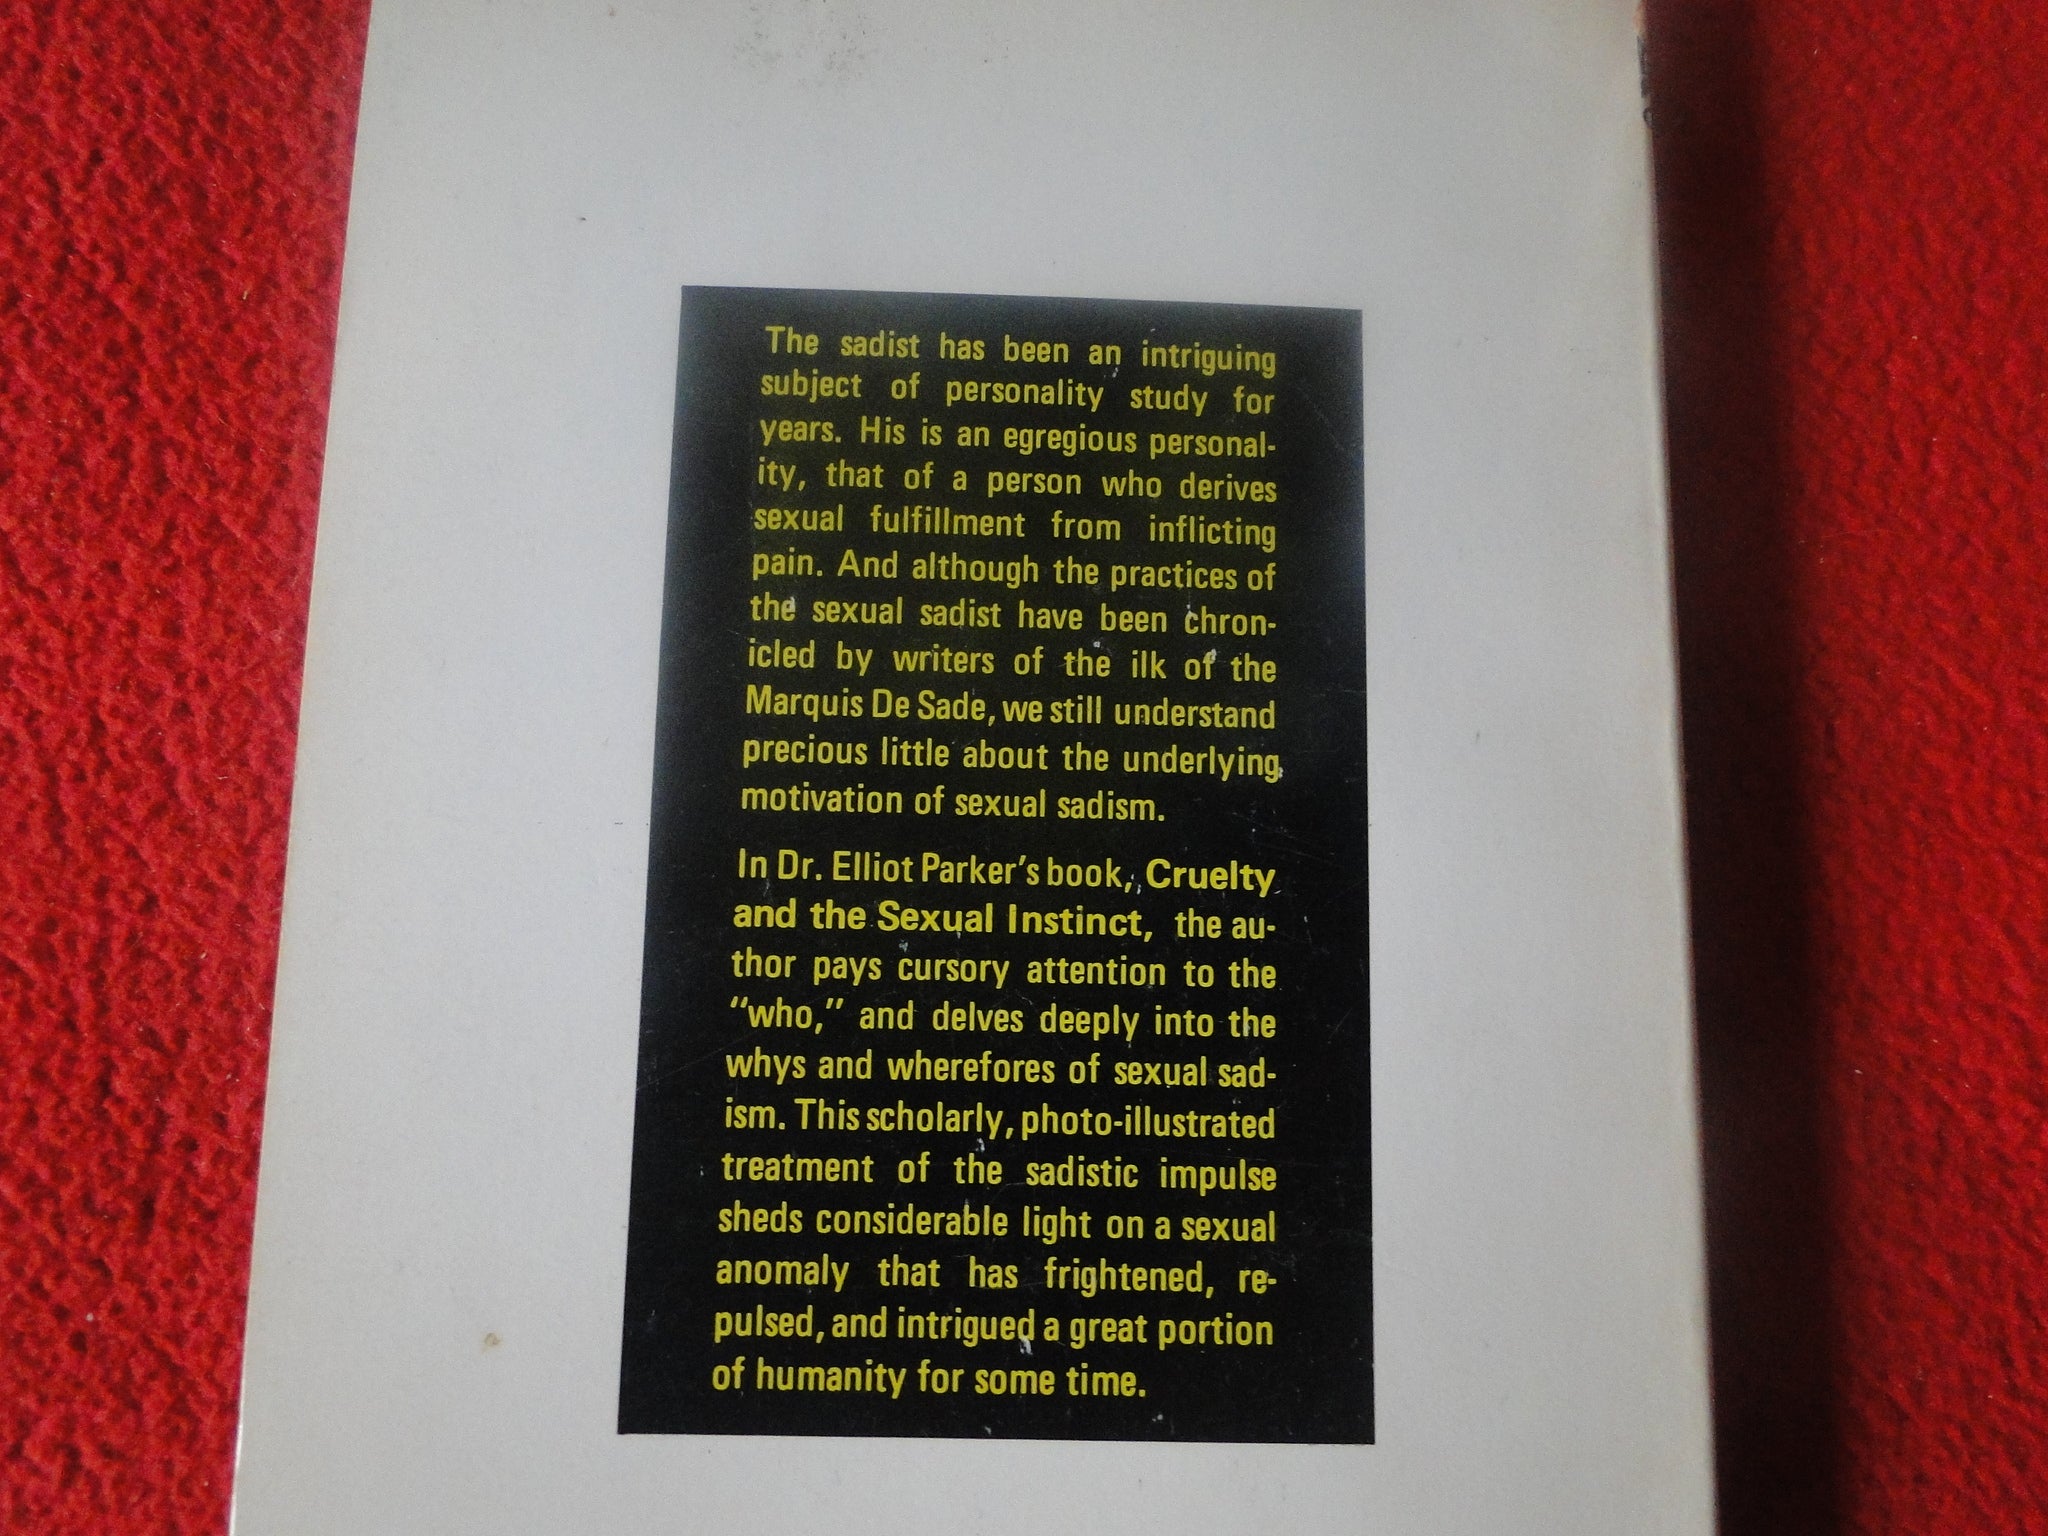 The sadist has been an intriguing
subject of personality study for
years. His is an egregious personal-
ity, that of a person who derives
sexual fulfillment from inflicting
pain. And although the practices of
the sexual sadist have been chron-
icled by writers of the ilk of the
Marquis De Sade, we still understand
precious little about the underlying
motivation of sexual sadism.
In Dr. Elliot Parker's book, Cruelty
and the Sexual Instinct, the au-
thor pays cursory attention to the
“who,” and delves deeply into the
whys and wherefores of sexual sad-
ism. This scholarly, photo-illustrated
treatment of the sadistic impulse
sheds considerable light on a sexual
anomaly that has frightened, re-
pulsed, and intrigued a great portion
of humanity for some time.